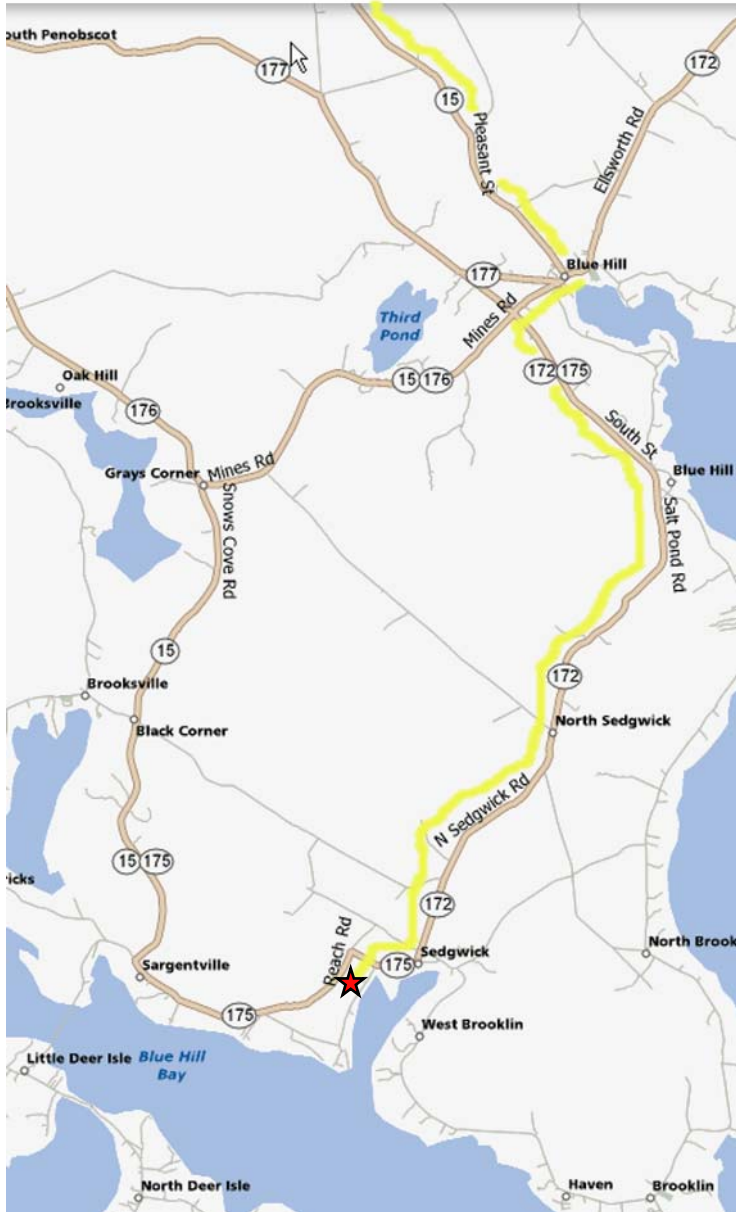 outh Penobscot
177
172
15
Pleasant St
Ellsworth Rd
Blue Hill
177
Mines Rd
Third
Pond
172
175
15
176
Oak Hill
Brooksville
176
South St
Grays Corner
Mines Rd
Blue Hill
Snows Cove Rd
Salt Pond Rd
15
172
Brooksville
North Sedgwick
Black Corner
N Sedgwick Rd
15
175
ricks
172
Reach Rd
Sedgwick
175
North Brook
Sargentville
175
West Brooklin
Little Deer Isle
Blue Hill
Bay
North Deer Isle
Haven
Brooklin